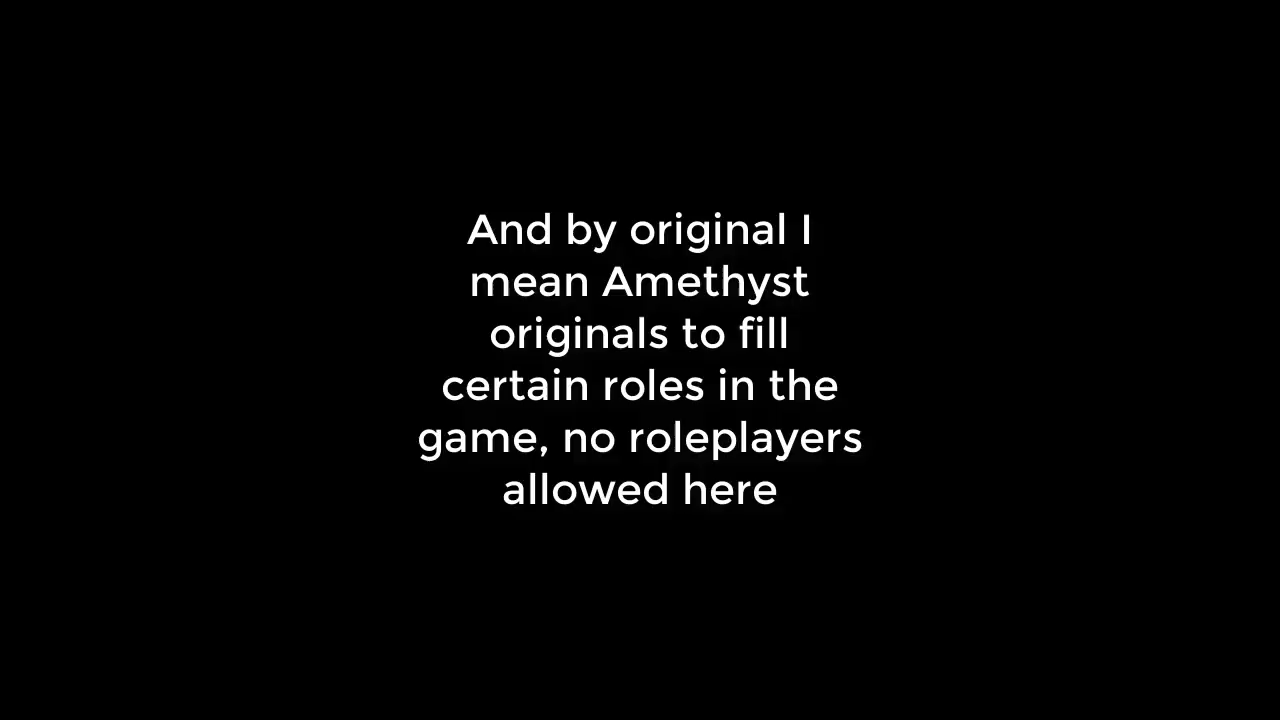 And by original I
mean Amethyst
originals to fill
certain roles in the
game, no roleplayers
allowed here